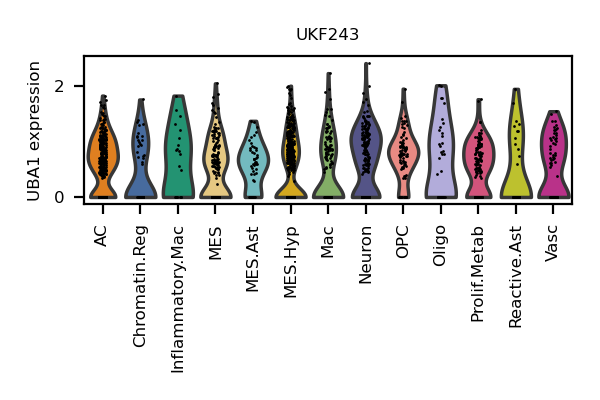 UKF243
UBA1 expression
2
0
AC
Chromatin.Reg
Inflammatory.Mac
MES
MES.Ast
MES.Hyp
Mac
Neuron
OPC
Oligo
Prolif.Metab
Reactive.Ast
Vasc